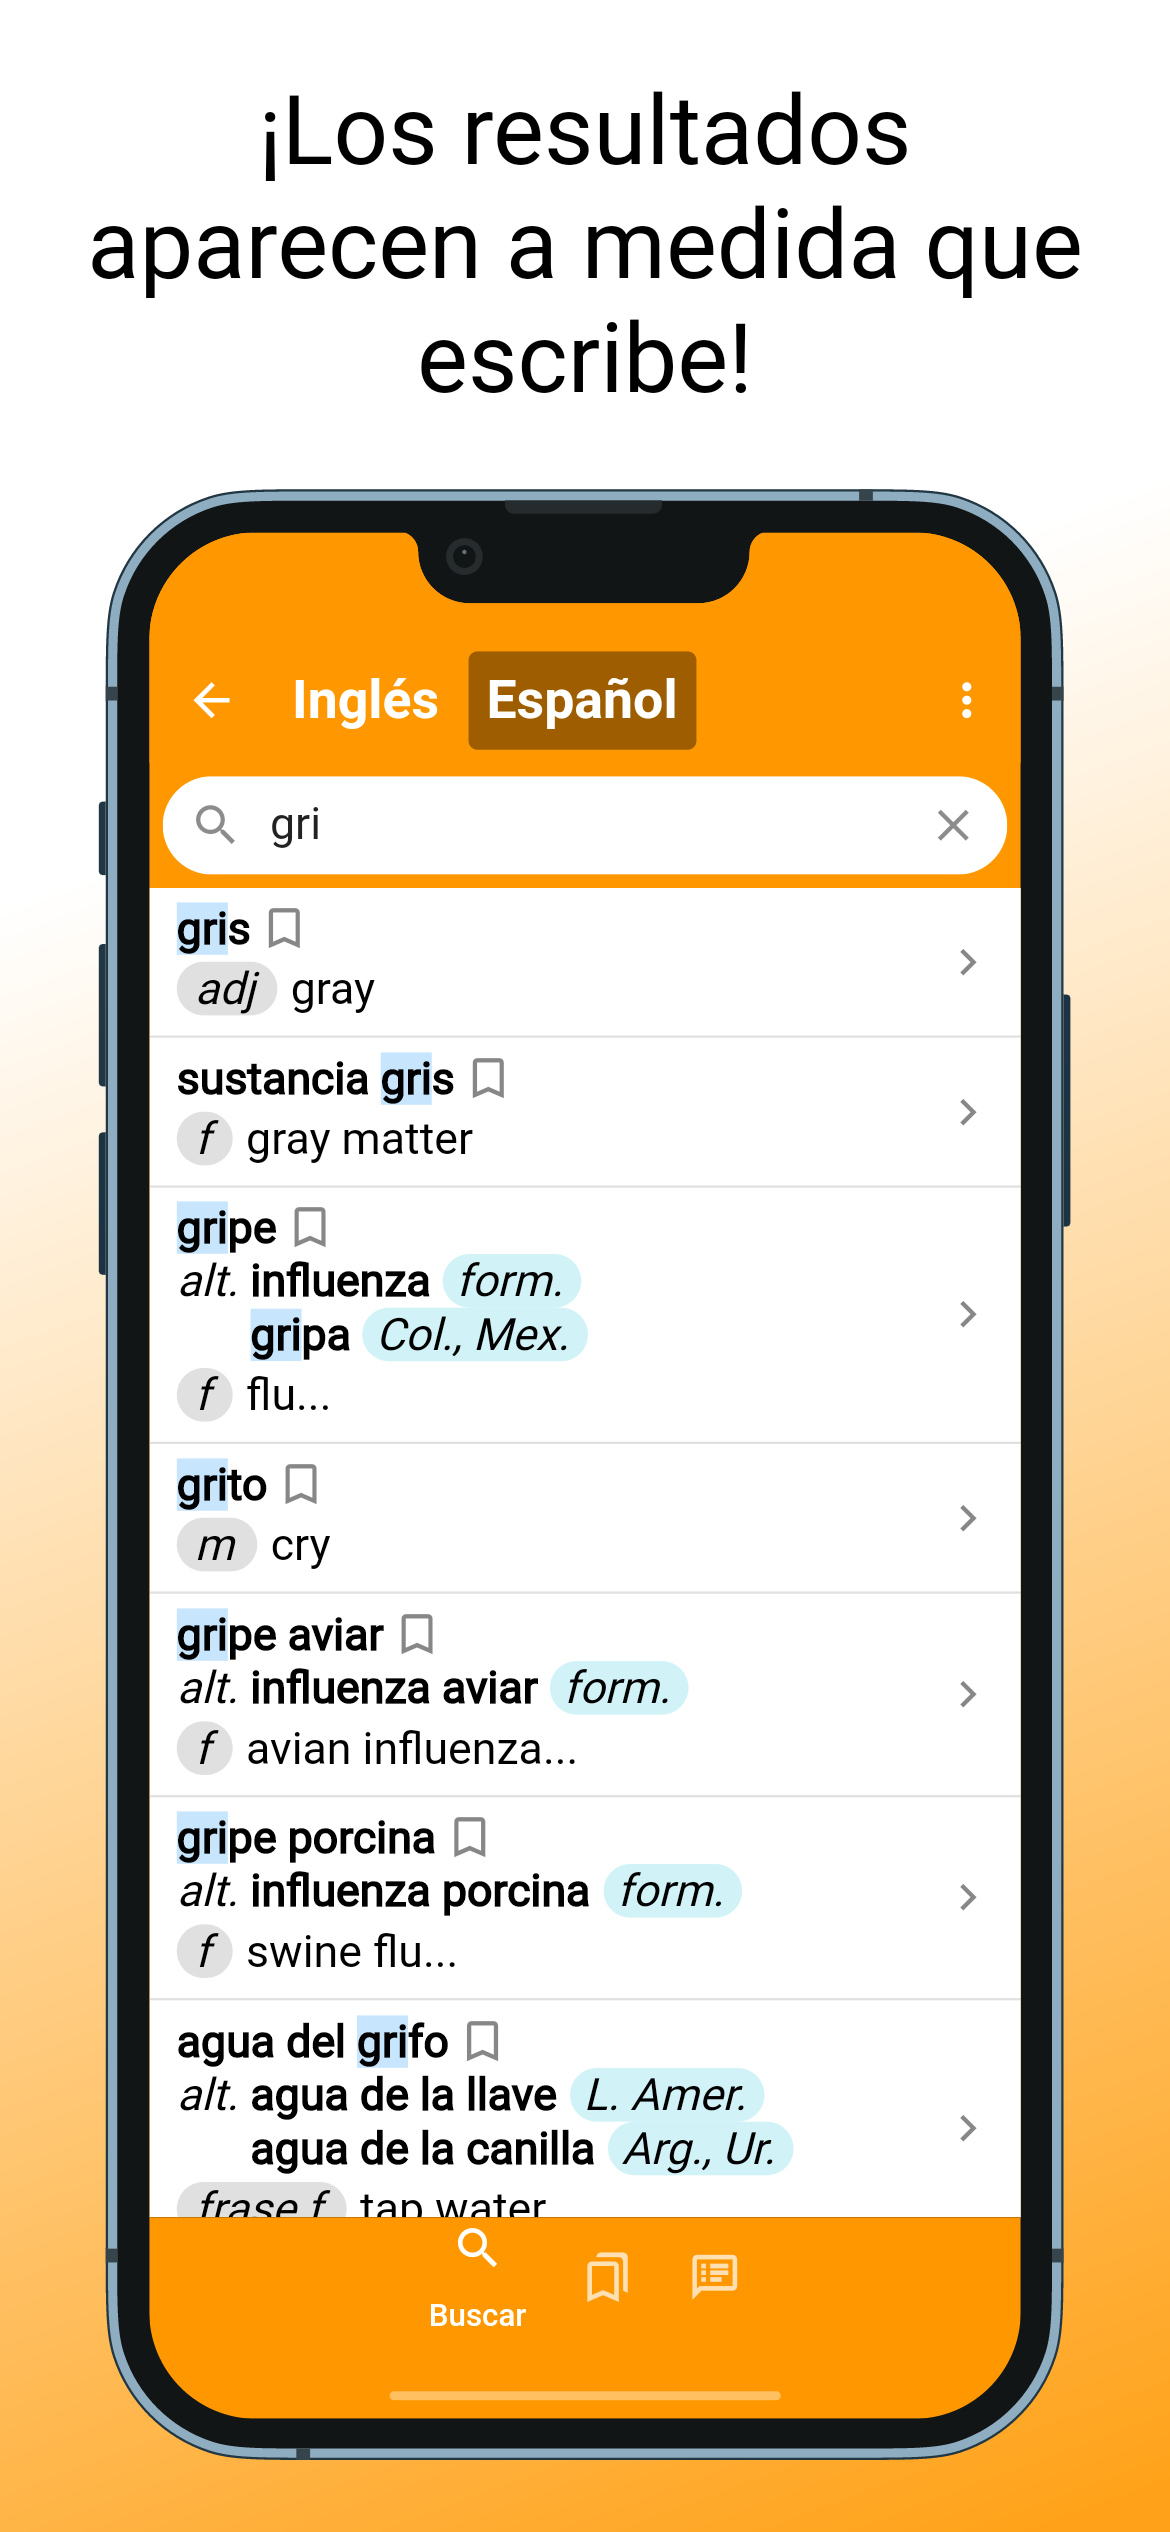 ¡Los resultados
aparecen a medida que
escribe!
Inglés Español
gri
gris
adj gray
sustancia gris
f gray matter
gripe
alt. influenza form.
gripa Col., Mex.
f flu...
grito
m cry
gripe aviar
alt. influenza aviar form.
f avian influenza...
gripe porcina
alt. influenza porcina form.
f swine flu...
agua del grifo
alt. agua de la llave L. Amer.
agua de la canilla Arg., Ur.
frase f tap water
Buscar